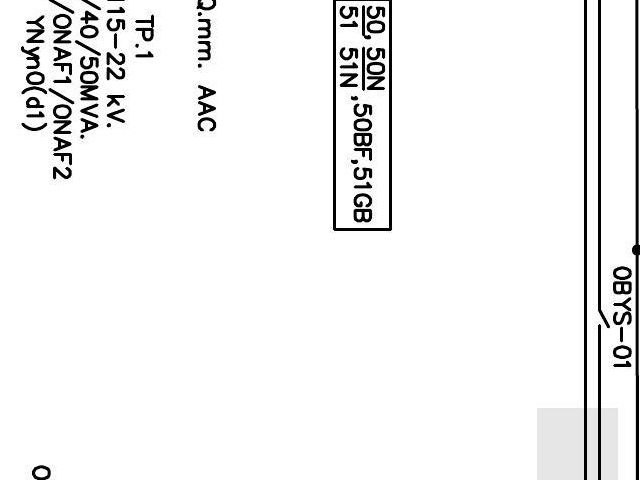 0BYS-01
50, 50N
51 51N ,50BF,51GB
Q.mm. AAC
TP.1
115-22 kV.
/40/50MVA.
/ONAF1/ONAF2
YNyn0(d1)